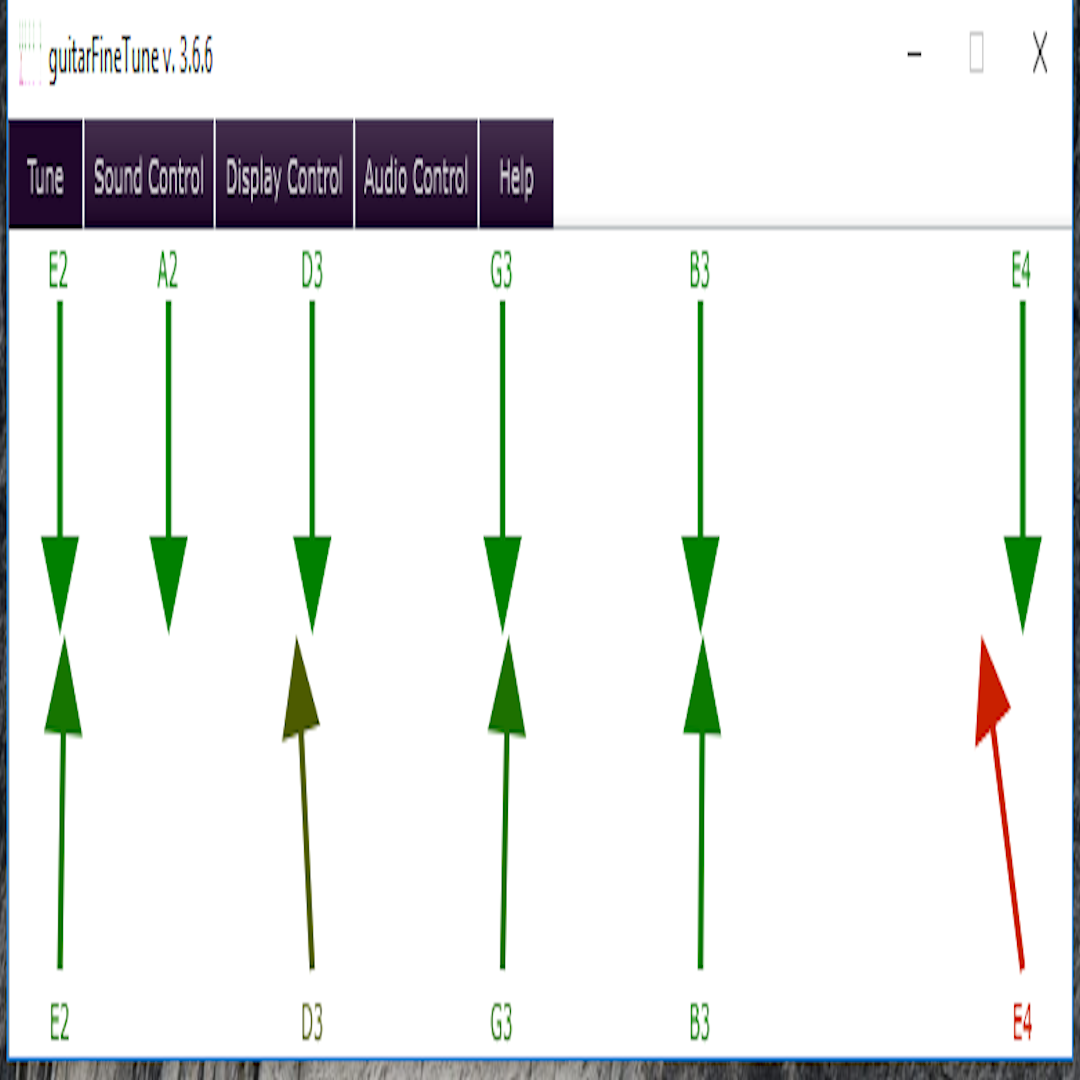 guitarFineTune v. 3.6.6
Tune Sound Control Display Control Audio Control Help
E2 A2 D3 G3 B3 E4
E2 D3 G3 B3 E4